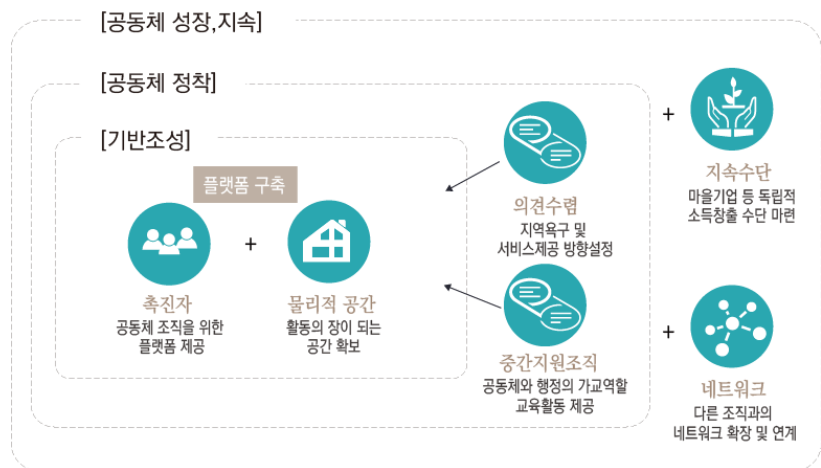 [공동체 성장,지속]
[공동체 정착]
[기반조성]
플랫폼 구축
+
촉진자
공동체 조직을 위한
플랫폼 제공
물리적 공간
활동의 장이 되는
공간 확보
의견수렴
지역욕구 및
서비스제공 방향설정
중간지원조직
공동체와 행정의 가교역할
교육활동 제공
+
지속수단
마을기업 등 독립적
소득창출 수단 마련
+
네트워크
다른 조직과의
네트워크 확장 및 연계